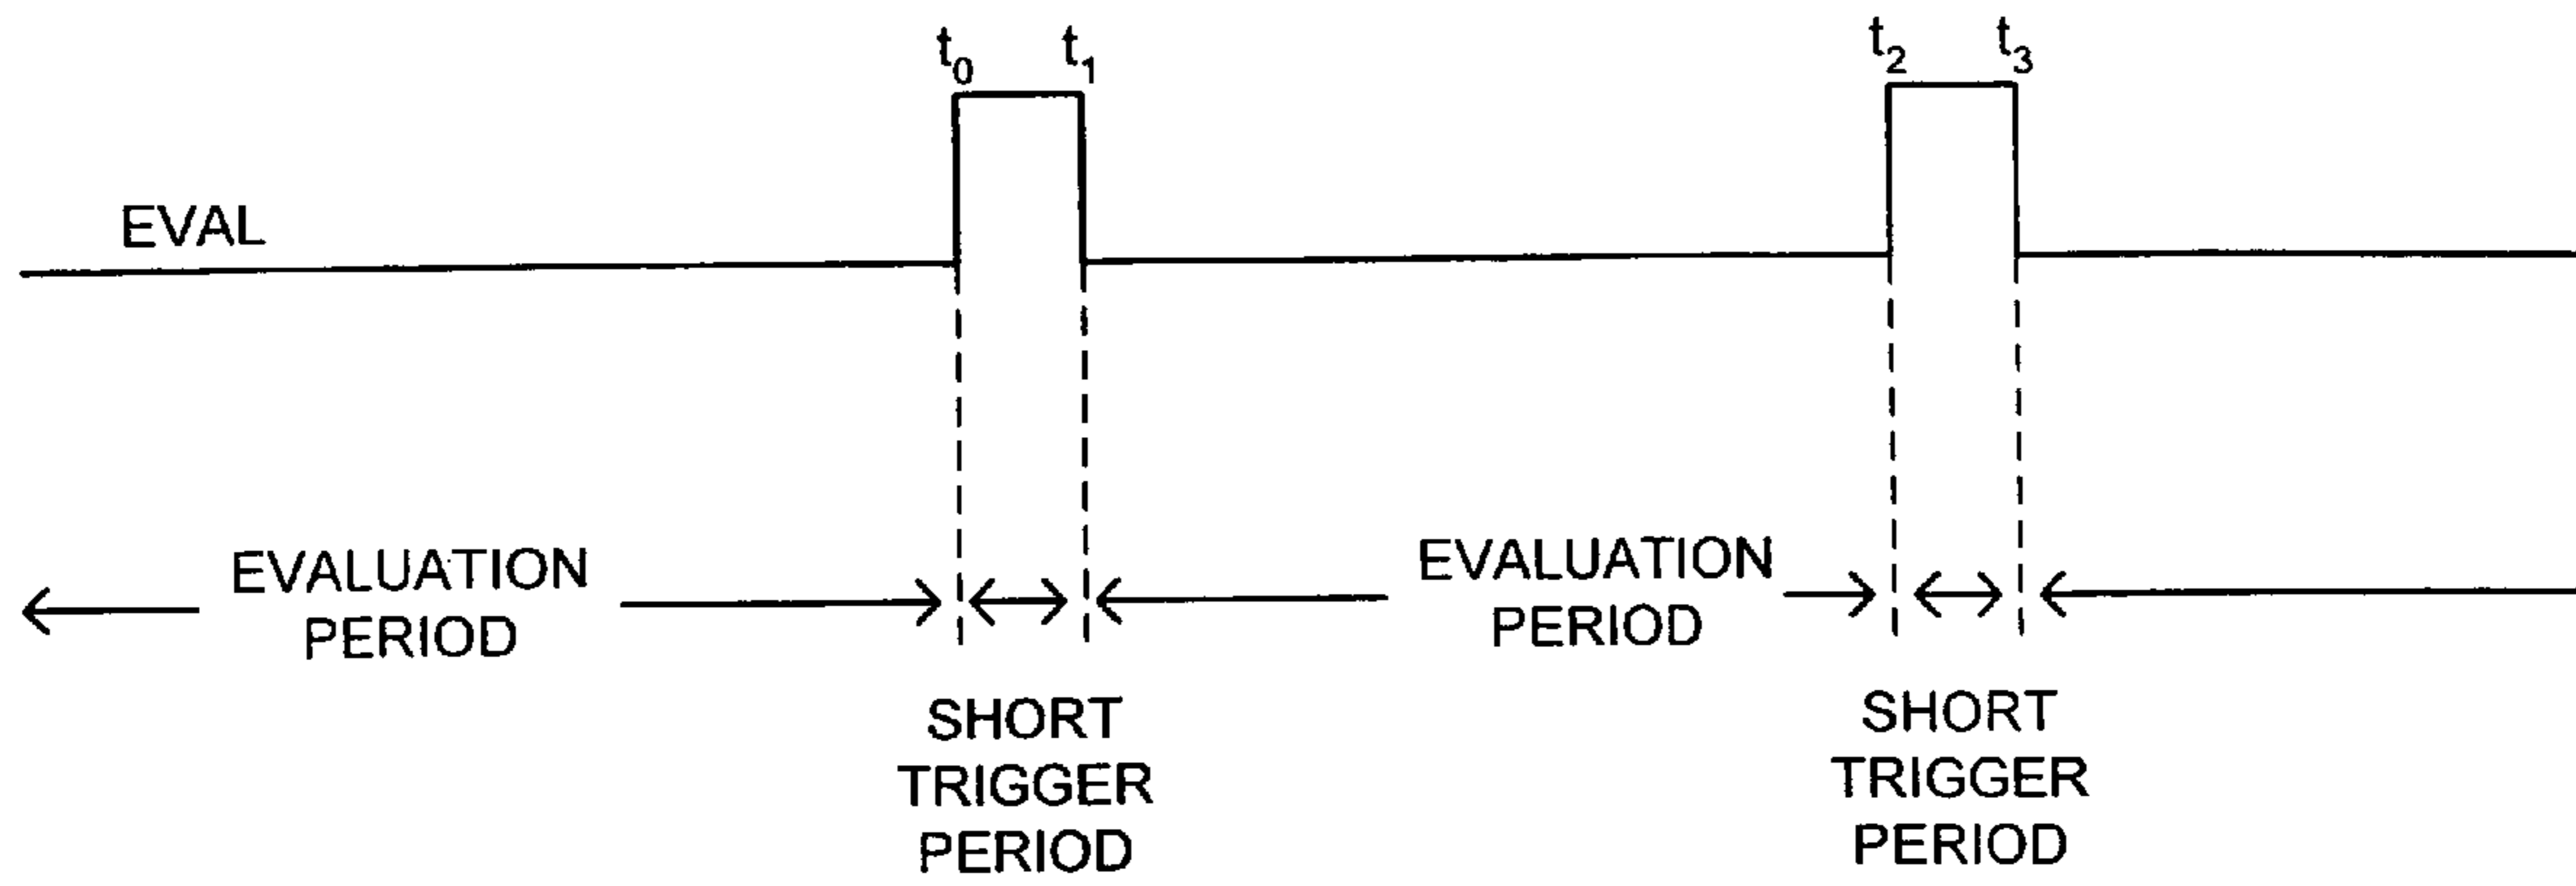 t0 t1 t2 t3
EVAL
EVALUATION
PERIOD
EVALUATION
PERIOD
SHORT
TRIGGER
PERIOD
SHORT
TRIGGER
PERIOD